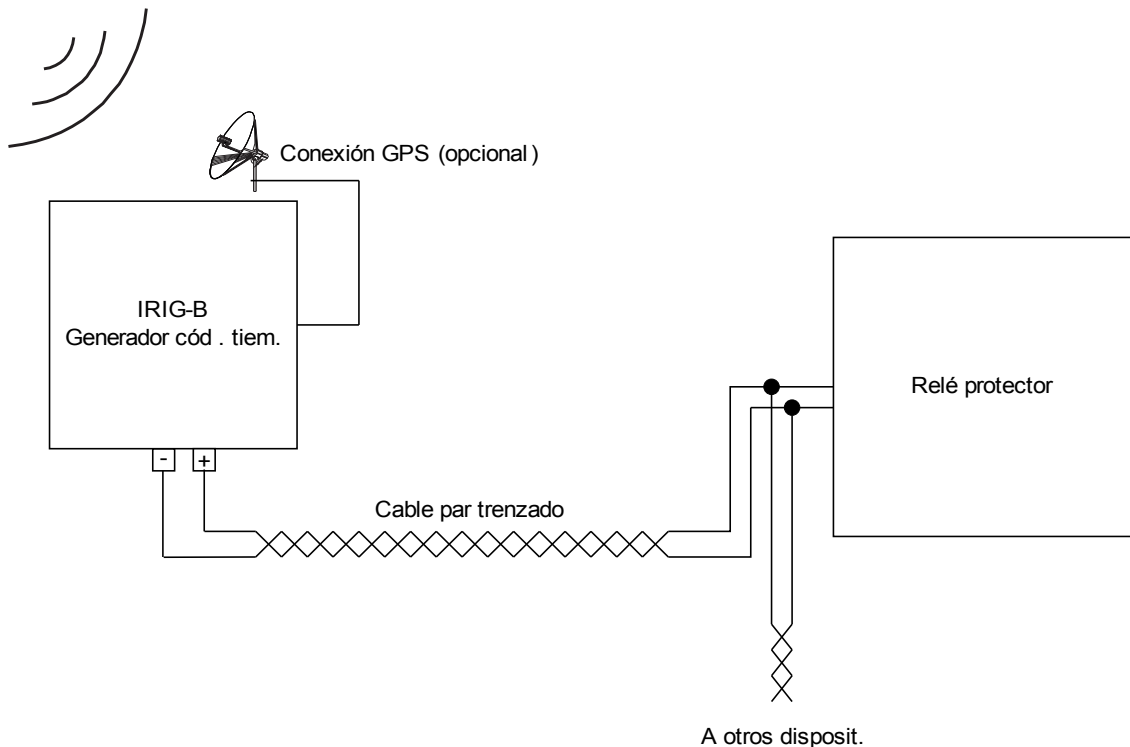 Conexión GPS (opcional)
IRIG-B
Generador cód . tiem.
Relé protector
- +
Cable par trenzado
A otros disposit.